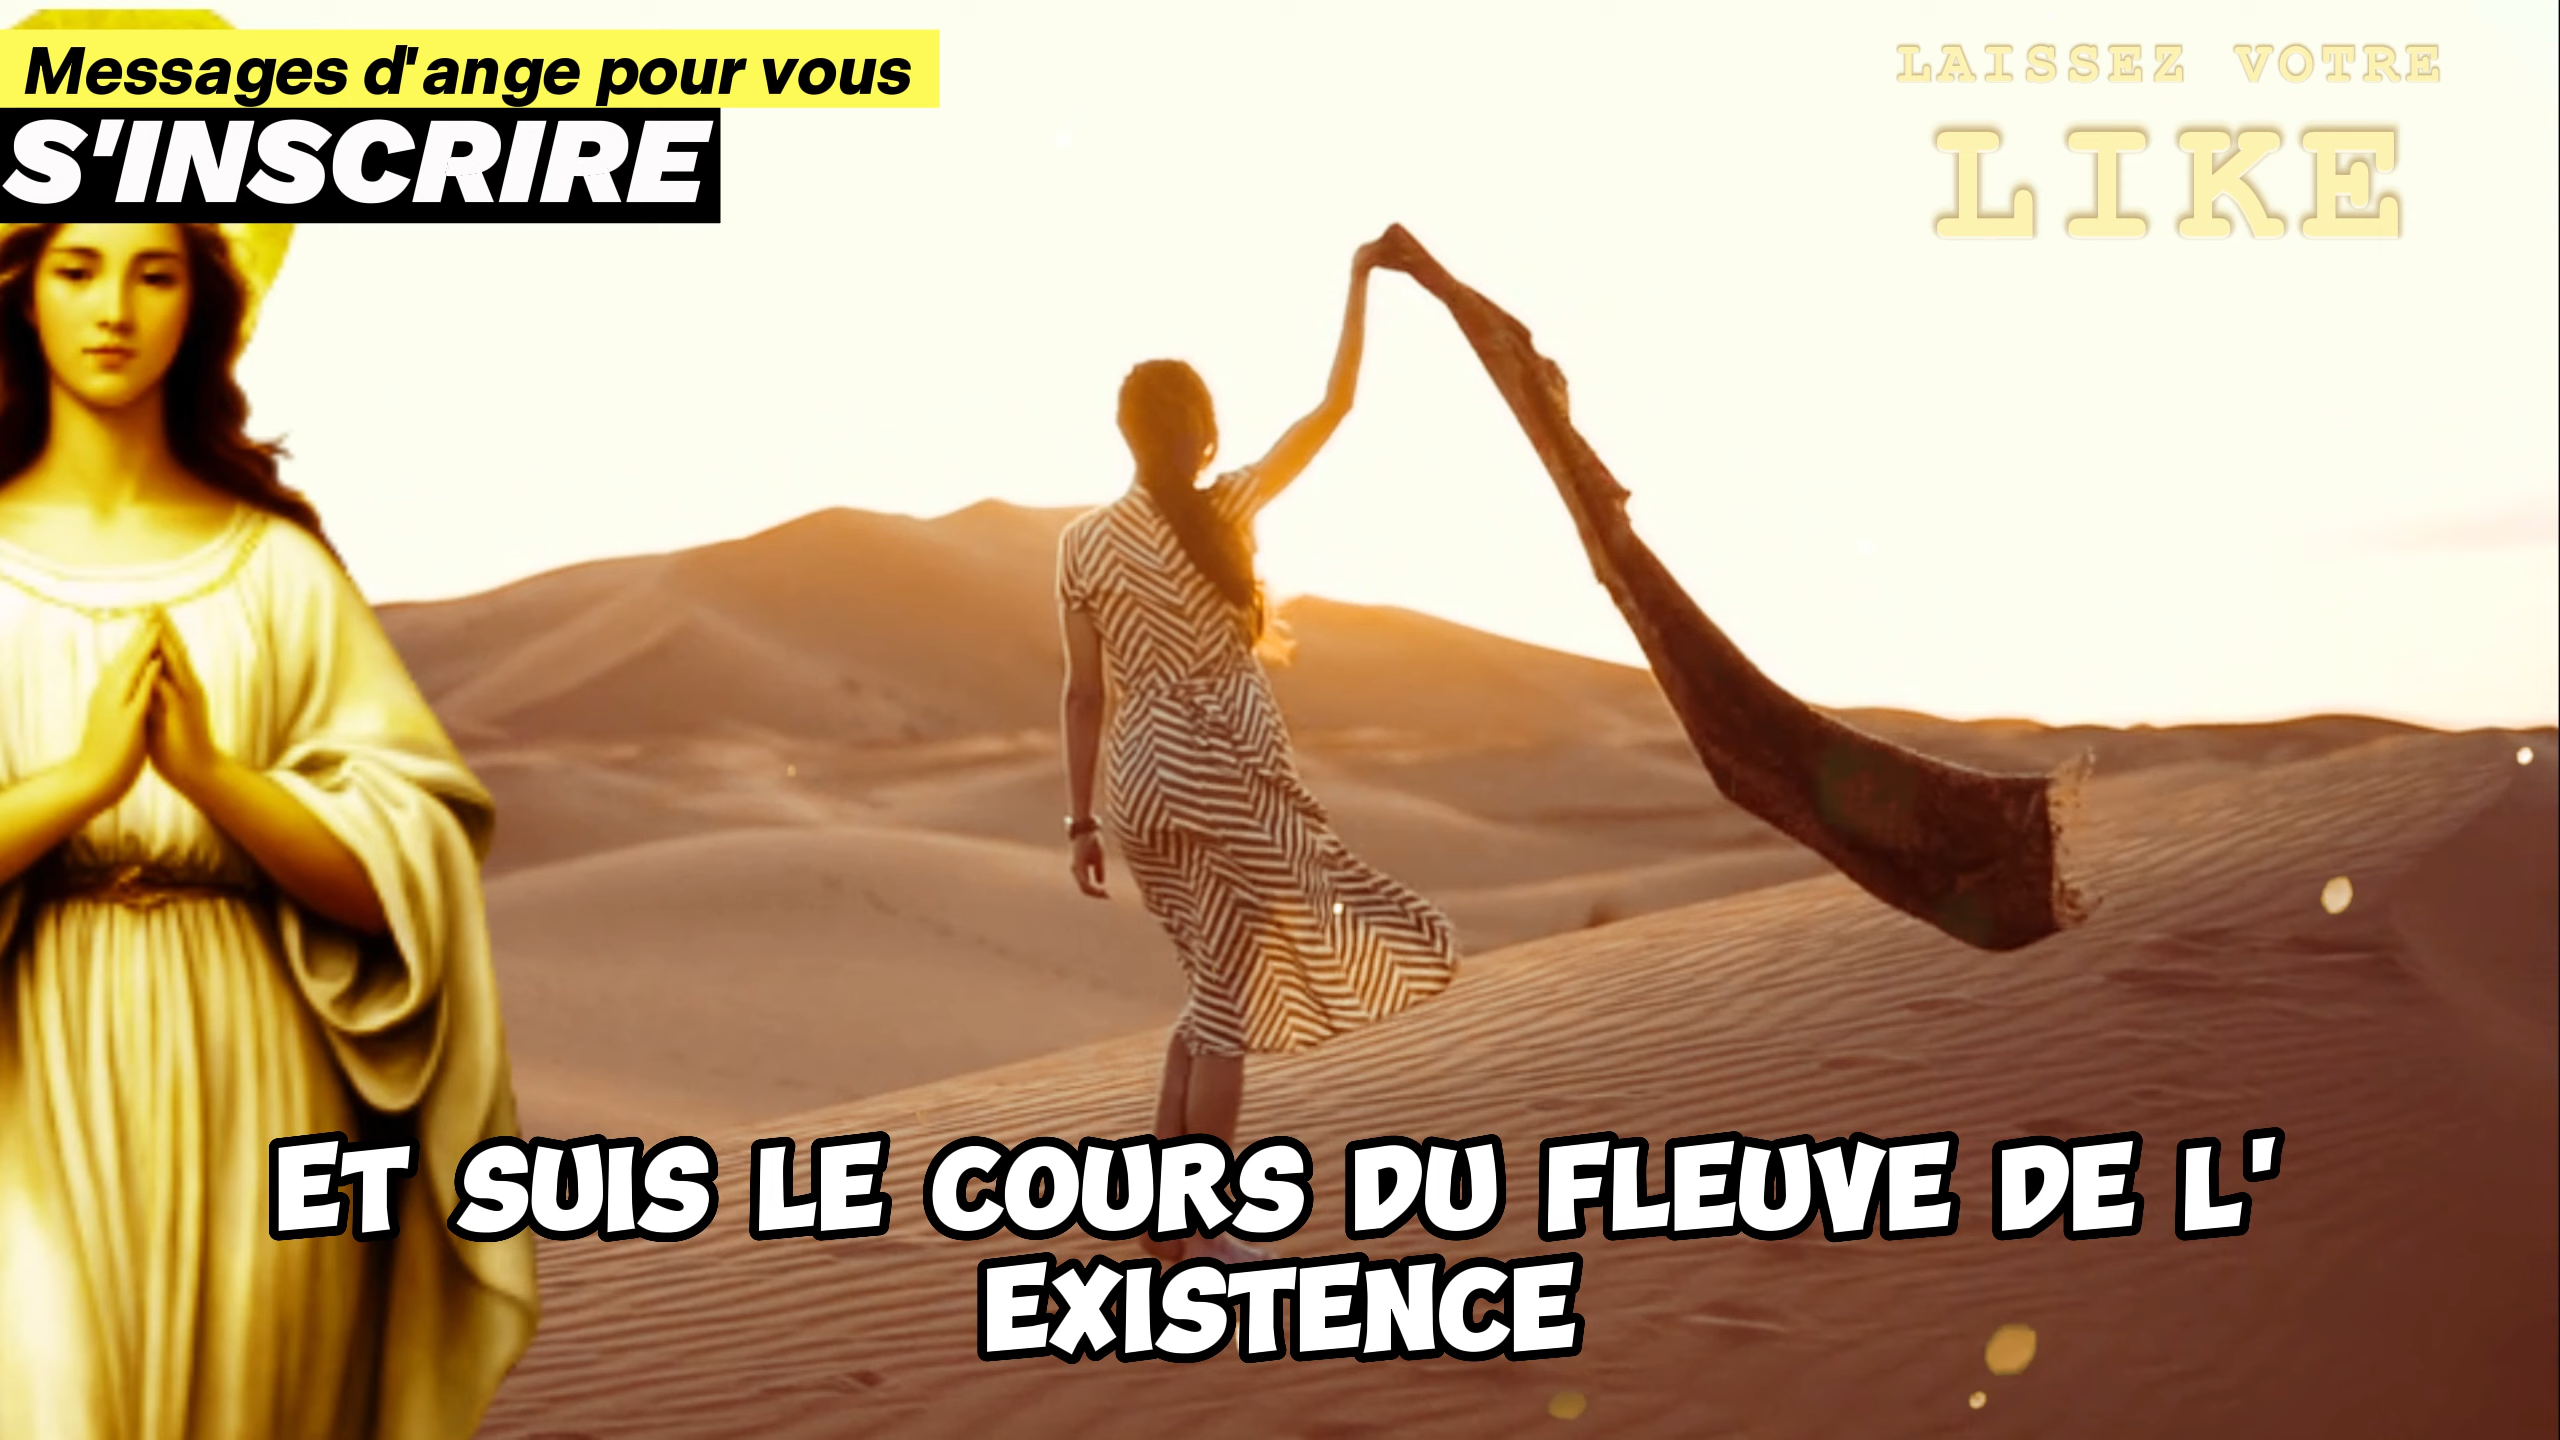 Messages d'ange pour vous
S'INSCRIRE
LAISSEZ VOTRE
LIKE
ET SUIS LE COURS DU FLEUVE DE L'
EXISTENCE